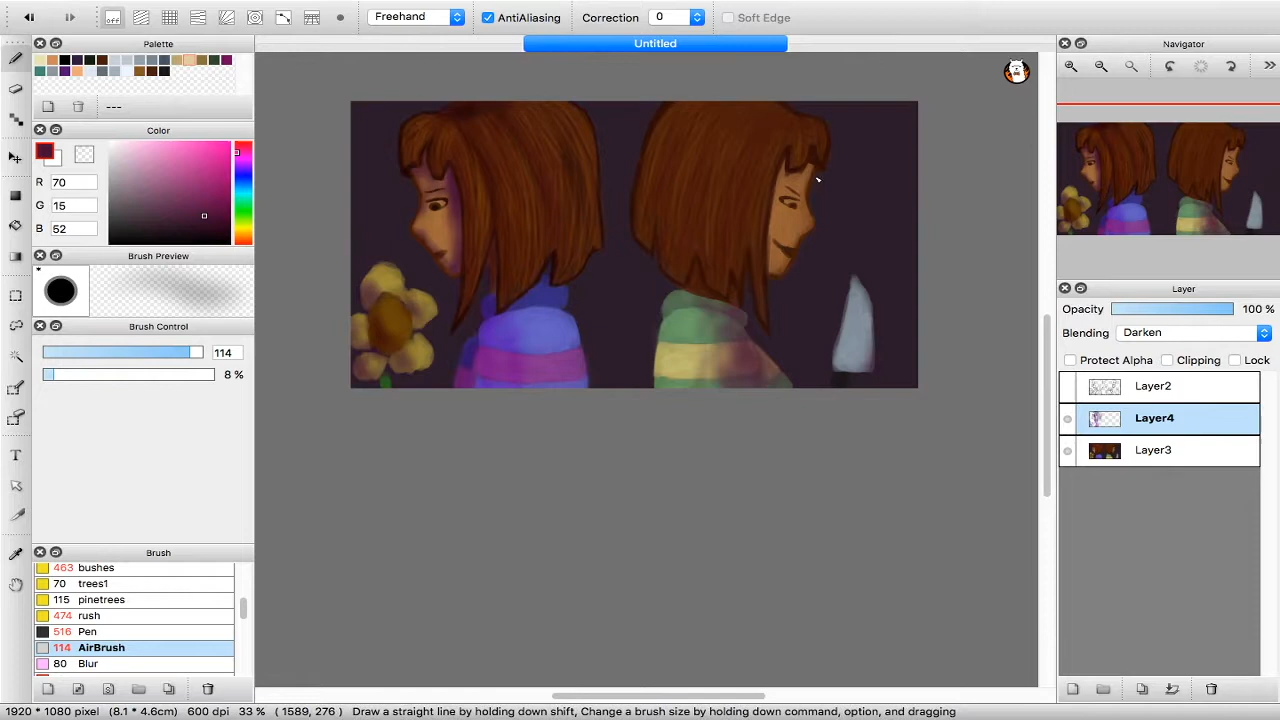 off
Freehand
AntiAliasing
Correction
0
Soft Edge
Palette
Untitled
Navigator
---
Color
R 70
G 15
B 52
Brush Preview
*
Brush Control
114
8 %
Brush
463 bushes
70 trees1
115 pinetrees
474 rush
516 Pen
114 AirBrush
80 Blur
Layer
Opacity 100 %
Blending Darken
Protect Alpha Clipping Lock
Layer2
Layer4
Layer3
1920 * 1080 pixel (8.1 * 4.6cm) 600 dpi 33 % ( 1589, 276 ) Draw a straight line by holding down shift, Change a brush size by holding down command, option, and dragging